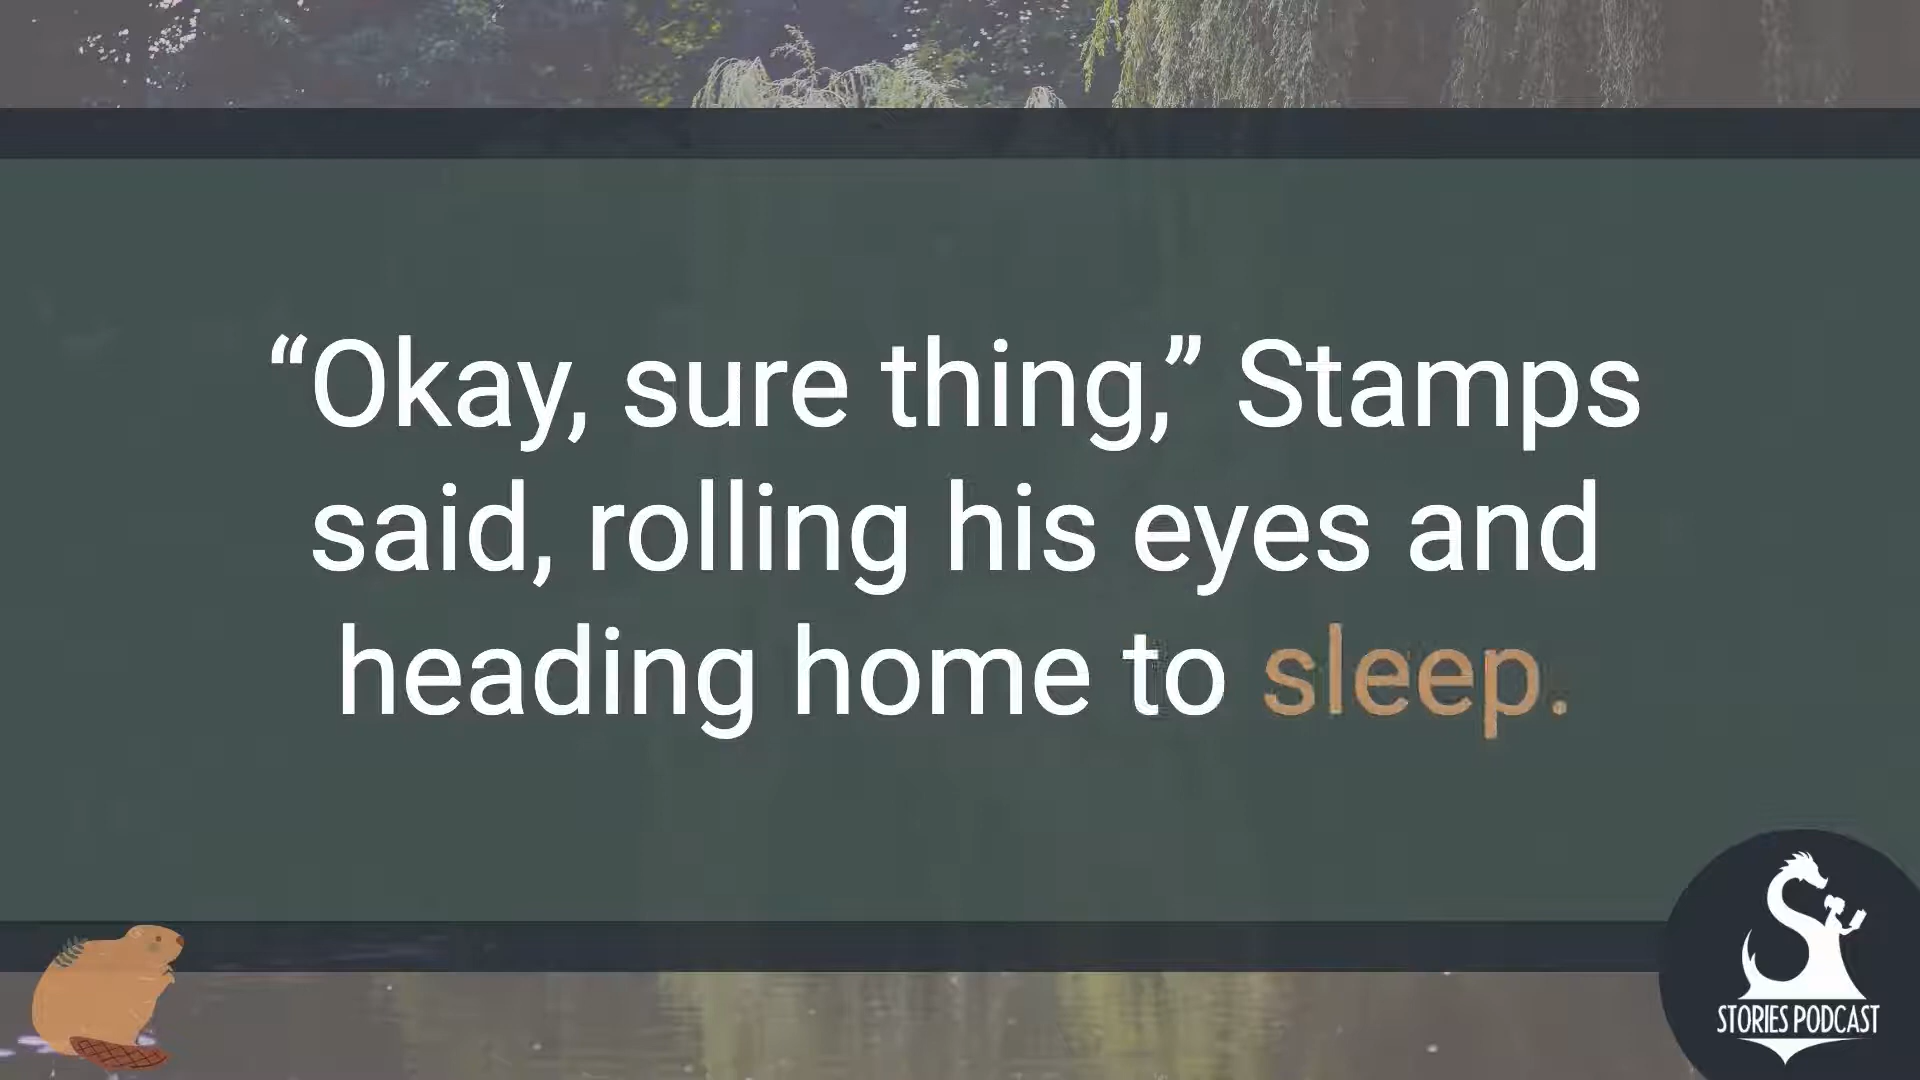 “Okay, sure thing,” Stamps
said, rolling his eyes and
heading home to sleep.
STORIES PODCAST